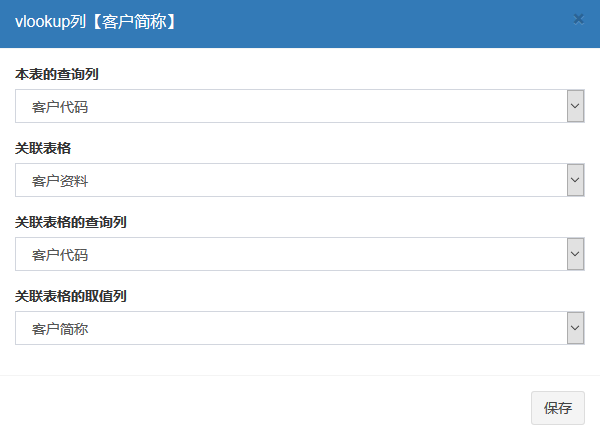 vlookup列【客户简称】
×
本表的查询列
客户代码
关联表格
客户资料
关联表格的查询列
客户代码
关联表格的取值列
客户简称
保存